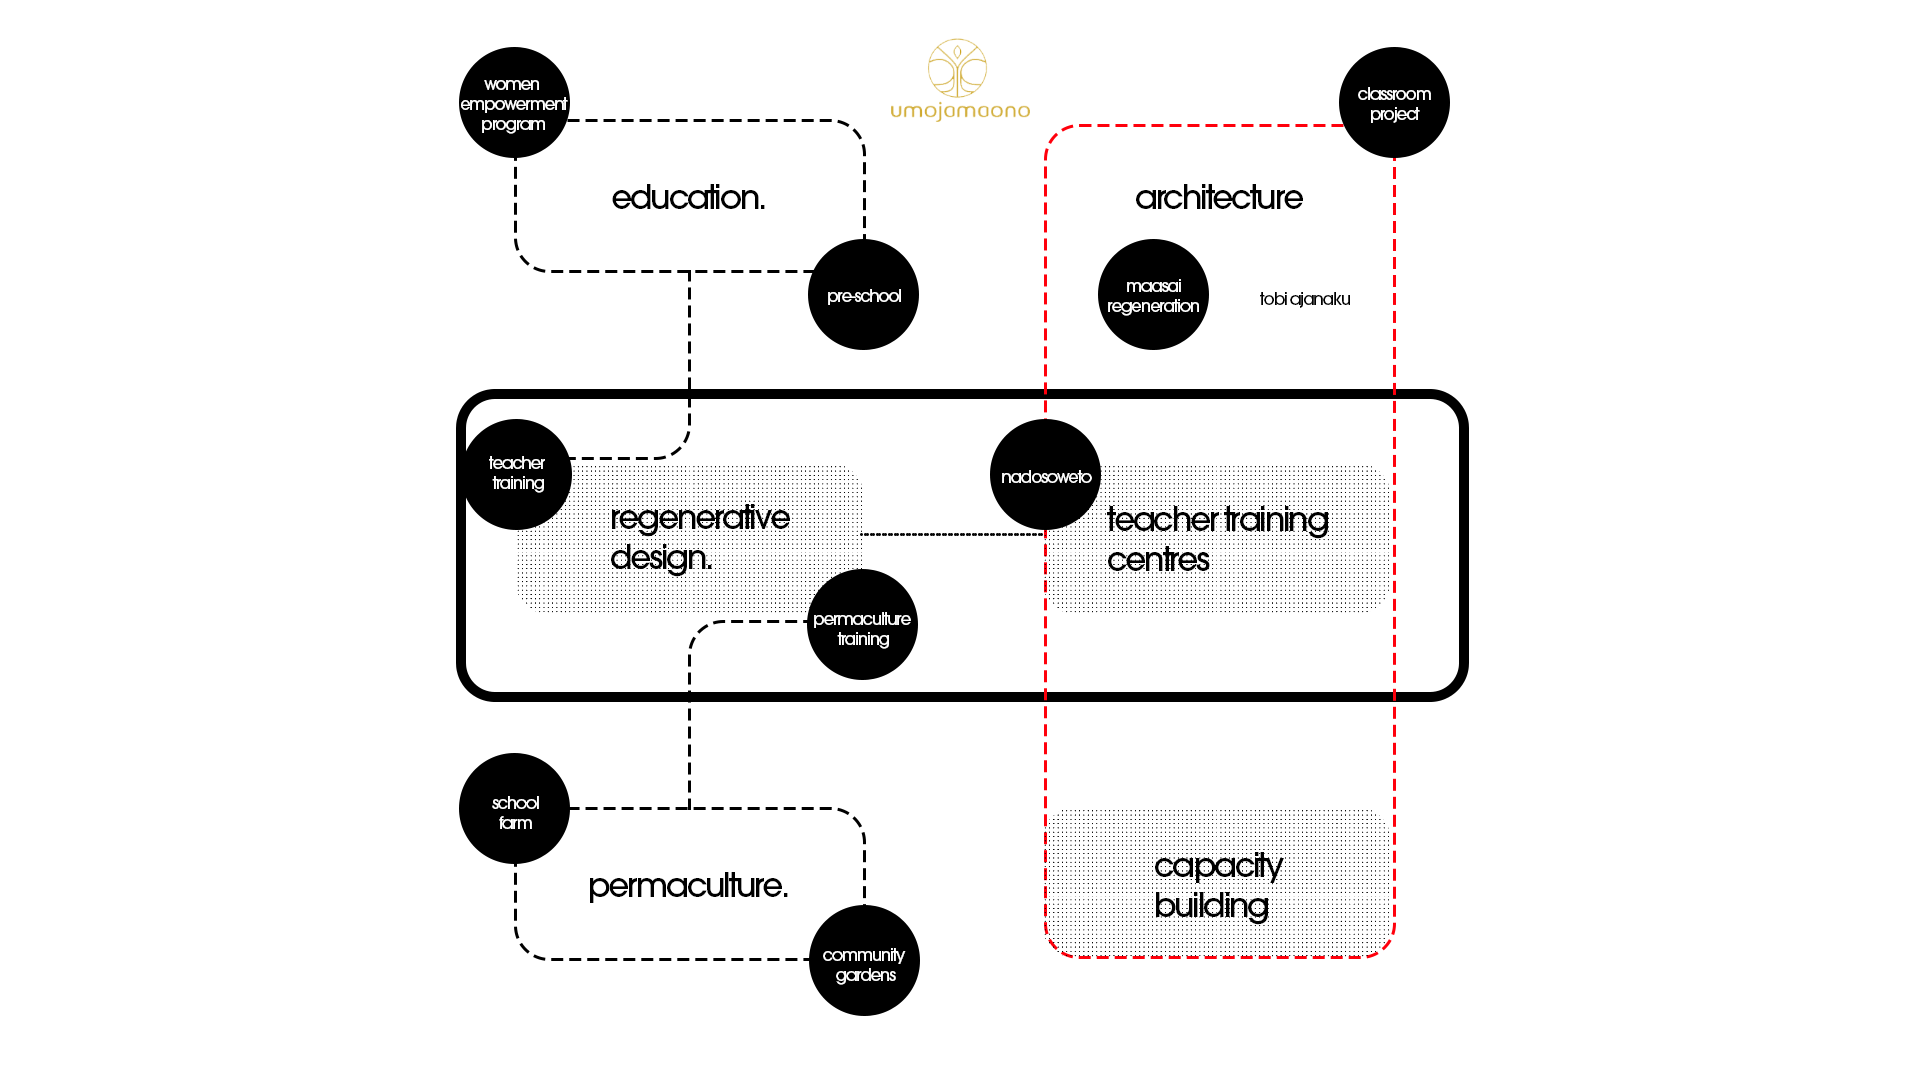 women
empowerment
program
umojamaono
classroom
project
education.
architecture
pre-school
maasai
regeneration
tobi ajanaku
teacher
training
nadosoweto
regenerative
design.
teacher training
centres
permaculture
training
school
farm
permaculture.
capacity
building
community
gardens